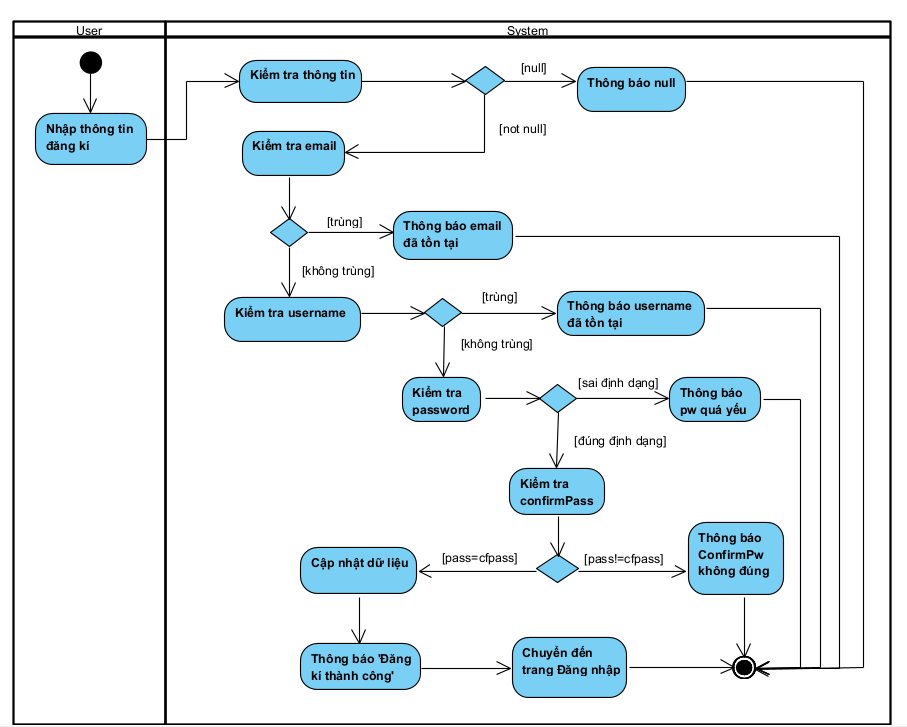 User
System
Kiểm tra thông tin
[null]
Thông báo null
Nhập thông tin
đăng kí
[not null]
Kiểm tra email
[trùng]
Thông báo email
đã tồn tại
[không trùng]
Kiểm tra username
[trùng]
Thông báo username
đã tồn tại
[không trùng]
Kiểm tra
password
[sai định dạng]
Thông báo
pw quá yếu
[đúng định dạng]
Kiểm tra
confirmPass
Cập nhật dữ liệu
[pass=cfpass]
[pass!=cfpass]
Thông báo
ConfirmPw
không đúng
Thông báo 'Đăng
kí thành công'
Chuyển đến
trang Đăng nhập